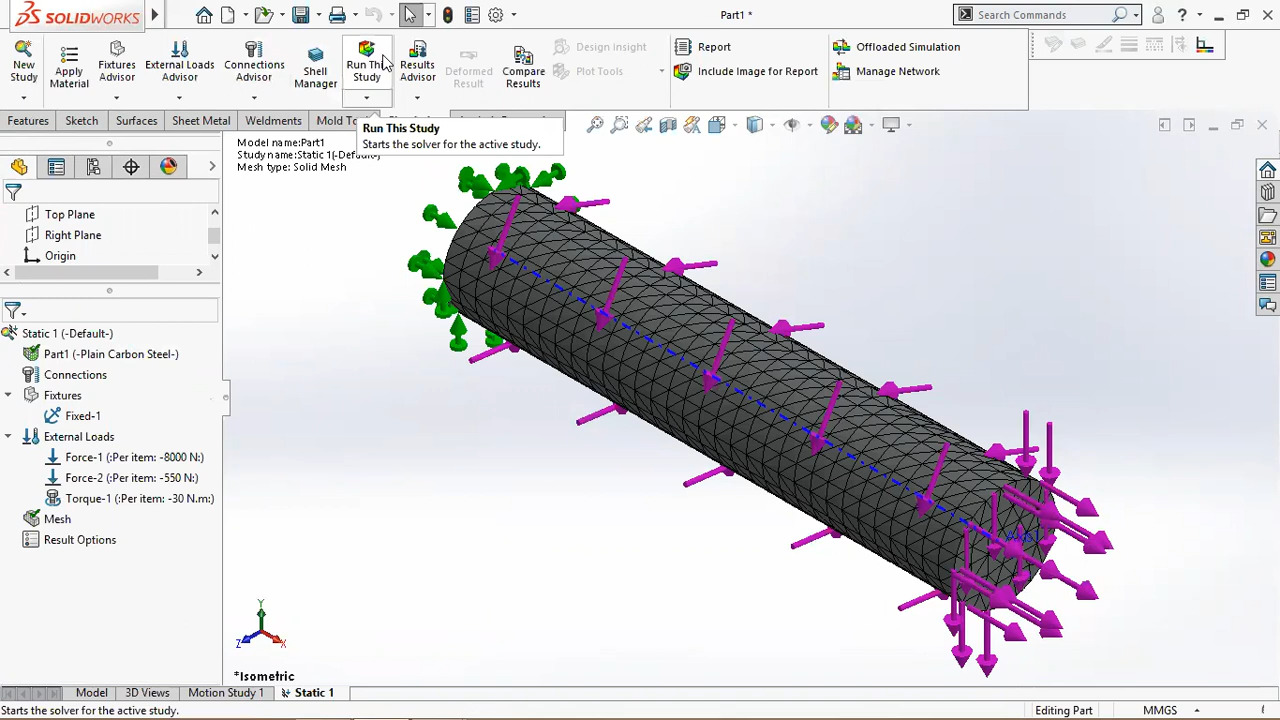 SOLIDWORKS
Part1 *
Search Commands
New Study
Apply Material
Fixtures Advisor
External Loads Advisor
Connections Advisor
Shell Manager
Run This Study
Results Advisor
Deformed Result
Compare Results
Design Insight
Plot Tools
Report
Include Image for Report
Offloaded Simulation
Manage Network
Features
Sketch
Surfaces
Sheet Metal
Weldments
Run This Study
Starts the solver for the active study.
Model name:Part1
Study name:Static 1(-Default-)
Mesh type: Solid Mesh
Top Plane
Right Plane
Origin
Static 1 (-Default-)
Part1 (-Plain Carbon Steel-)
Connections
Fixtures
Fixed-1
External Loads
Force-1 (:Per item: -8000 N:)
Force-2 (:Per item: -550 N:)
Torque-1 (:Per item: -30 N.m:)
Mesh
Result Options
Y
Z
X
*Isometric
Model
3D Views
Motion Study 1
Static 1
Starts the solver for the active study.
Editing Part
MMGS